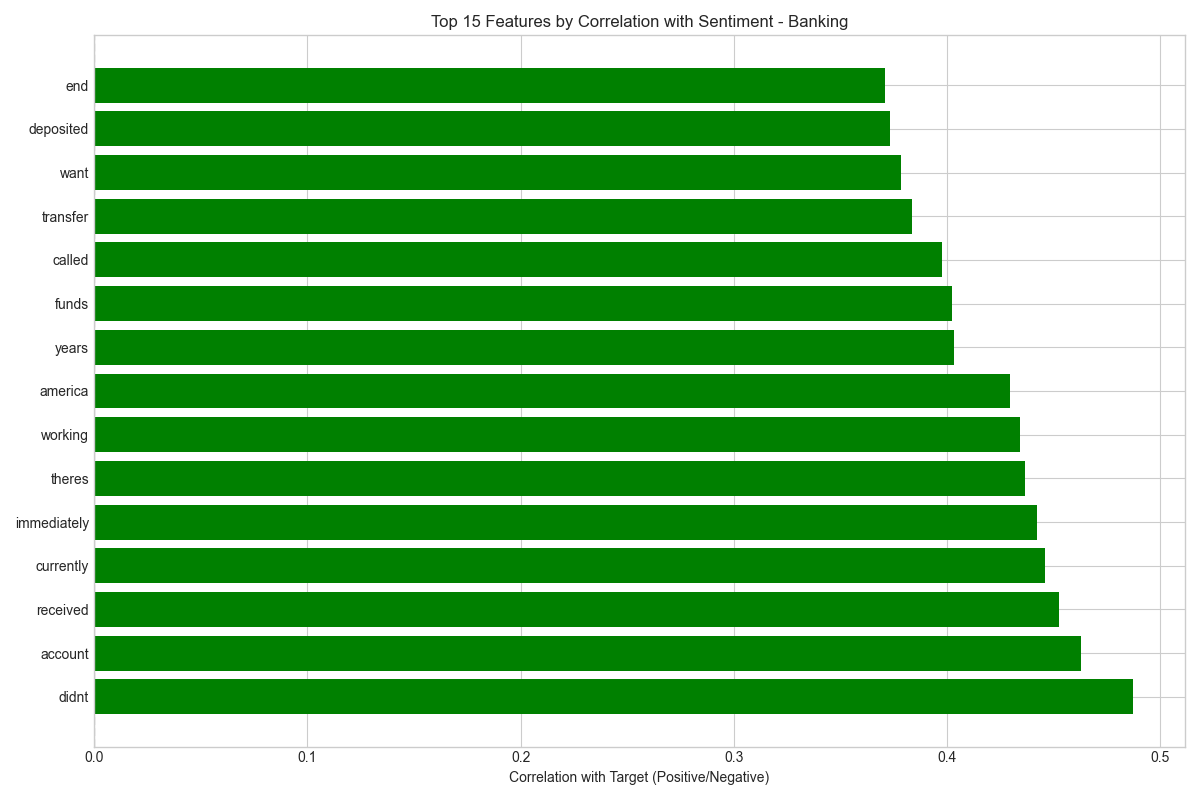 Top 15 Features by Correlation with Sentiment - Banking
end
deposited
want
transfer
called
funds
years
america
working
theres
immediately
currently
received
account
didnt
0.0 0.1 0.2 0.3 0.4 0.5
Correlation with Target (Positive/Negative)